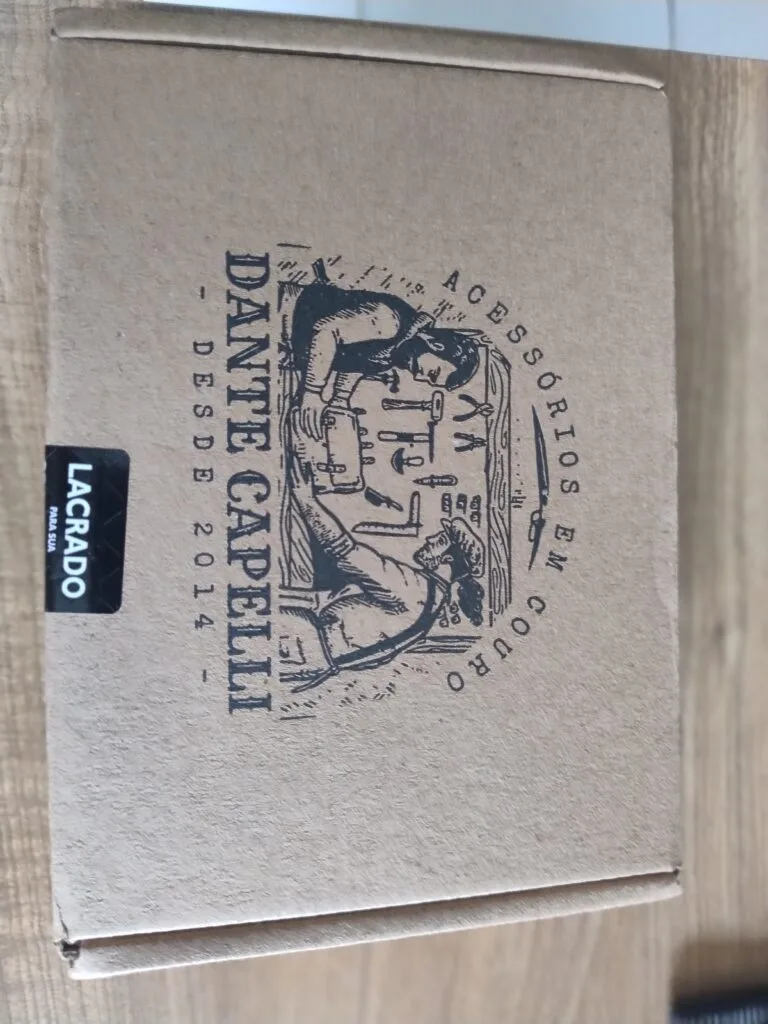 ACESSÓRIOS EM COURO
DANTE CAPELLI
- DESDE 2014 -
LACRADO
PARA SUA